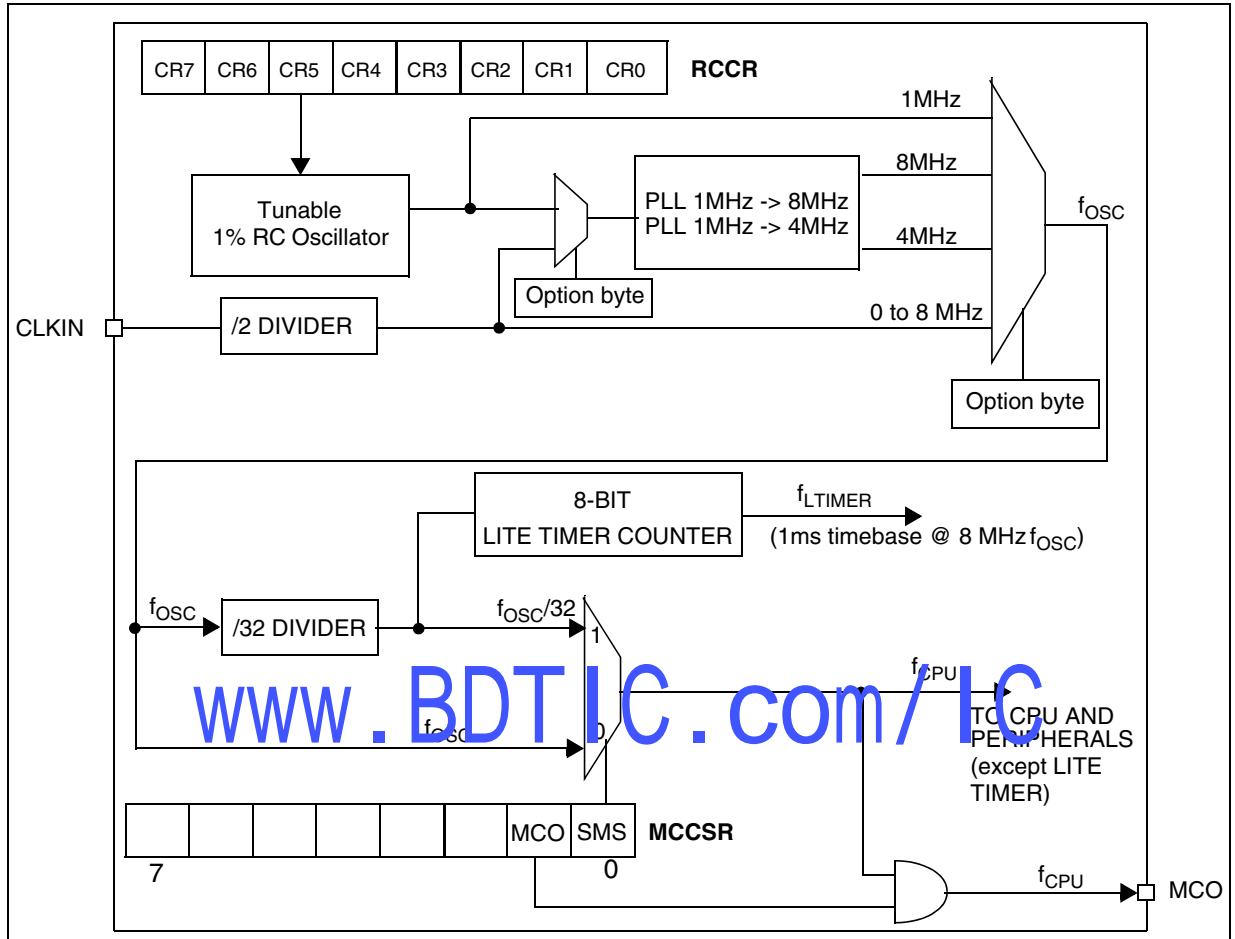 CR7 CR6 CR5 CR4 CR3 CR2 CR1 CR0 RCCR
1MHz
8MHz
Tunable
1% RC Oscillator
PLL 1MHz -> 8MHz
PLL 1MHz -> 4MHz
fOSC
4MHz
Option byte
CLKIN
/2 DIVIDER
0 to 8 MHz
Option byte
8-BIT
LITE TIMER COUNTER
fLTIMER
(1ms timebase @ 8 MHz fOSC)
fOSC
/32 DIVIDER
fOSC/32
1
fCPU
www.BDTIC.com/IC
fOSC
0
TO CPU AND
PERIPHERALS
(except LITE
TIMER)
MCO SMS MCCSR
7
0
fCPU
MCO